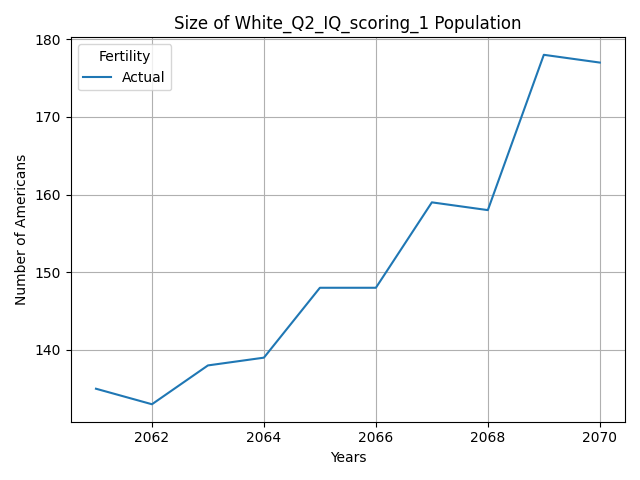 Size of White_Q2_IQ_scoring_1 Population
Fertility
Actual
Number of Americans
180
170
160
150
140
2062 2064 2066 2068 2070
Years